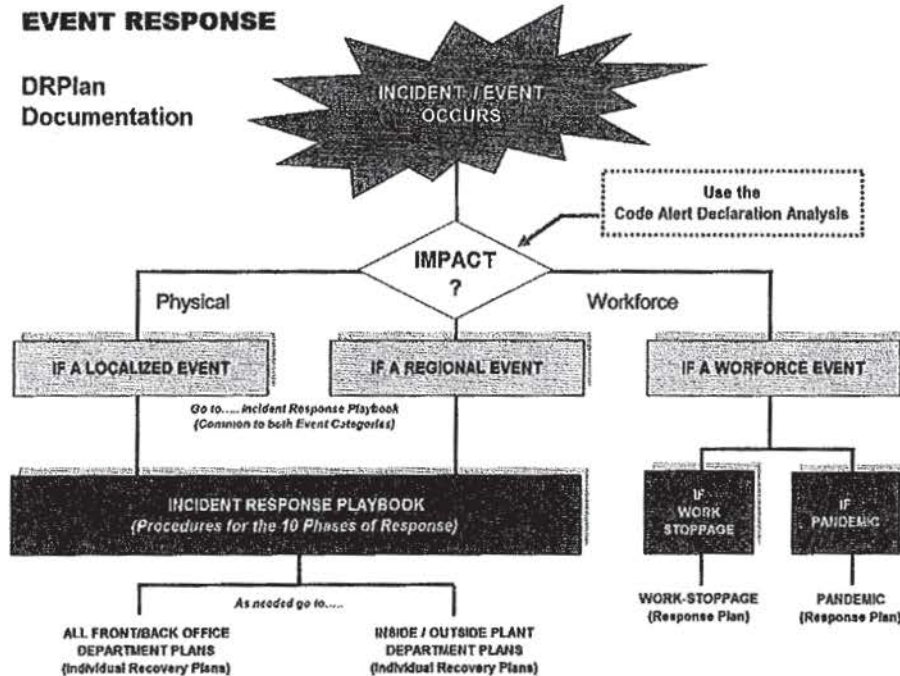 EVENT RESPONSE
DRPlan
Documentation
INCIDENT / EVENT
OCCURS
Use the
Code Alert Declaration Analysis
IMPACT
?
Physical
Workforce
IF A LOCALIZED EVENT
IF A REGIONAL EVENT
IF A WORFORCE EVENT
Go to..... Incident Response Playbook
(Common to both Event Categories)
INCIDENT RESPONSE PLAYBOOK
(Procedures for the 10 Phases of Response)
IF
WORK
STOPPAGE
IF
PANDEMIC
As needed go to.....
ALL FRONT/BACK OFFICE
DEPARTMENT PLANS
(Individual Recovery Plans)
INSIDE / OUTSIDE PLANT
DEPARTMENT PLANS
(Individual Recovery Plans)
WORK-STOPPAGE
(Response Plan)
PANDEMIC
(Response Plan)